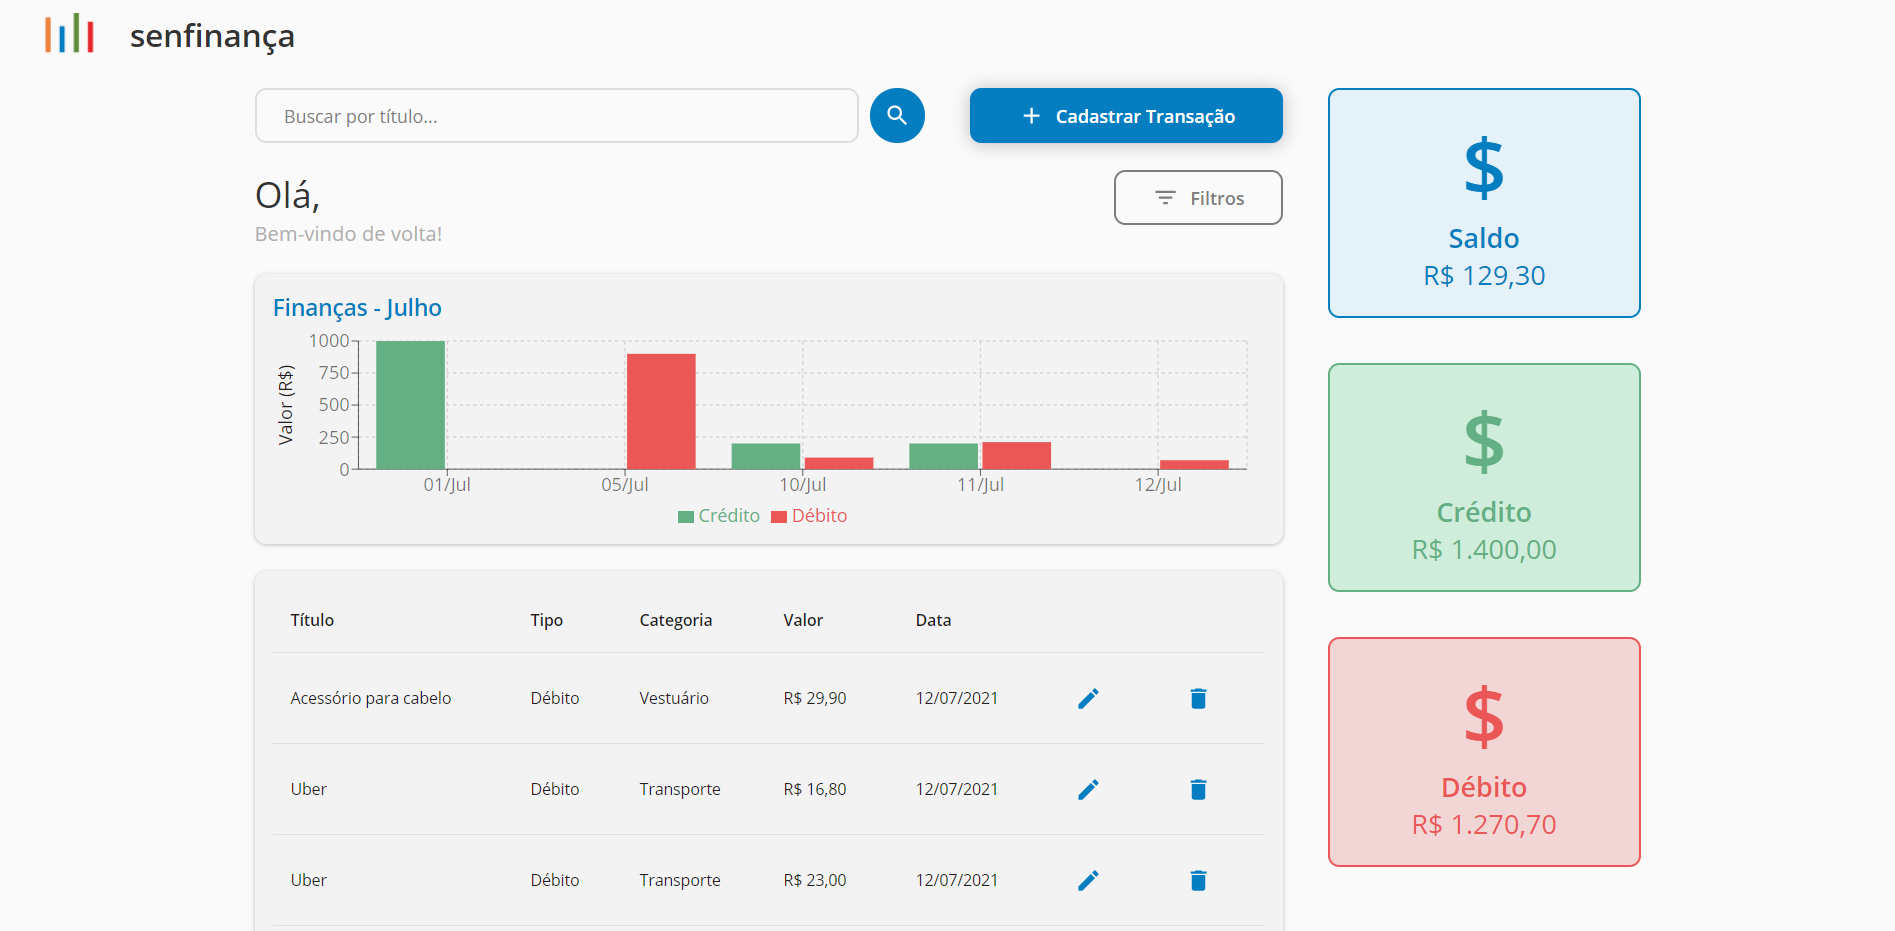 senfinança
Buscar por título...
Cadastrar Transação
Olá,
Bem-vindo de volta!
Filtros
Finanças - Julho
Valor (R$)
1000
750
500
250
0
01/Jul 05/Jul 10/Jul 11/Jul 12/Jul
Crédito Débito
Título Tipo Categoria Valor Data
Acessório para cabelo Débito Vestuário R$ 29,90 12/07/2021
Uber Débito Transporte R$ 16,80 12/07/2021
Uber Débito Transporte R$ 23,00 12/07/2021
$
Saldo
R$ 129,30
$
Crédito
R$ 1.400,00
$
Débito
R$ 1.270,70